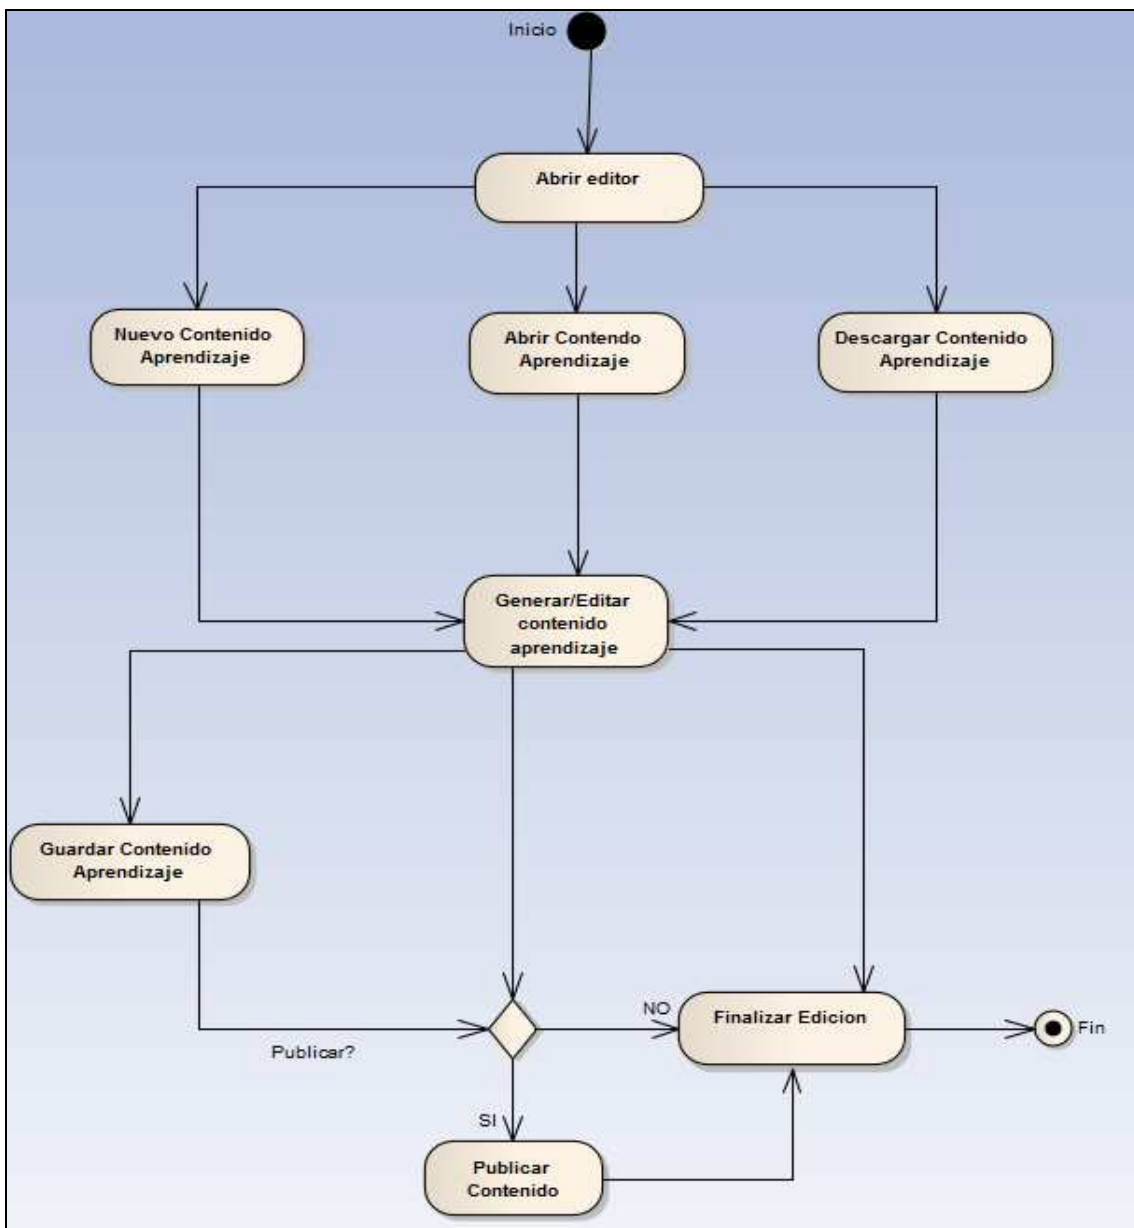 Inicio
Abrir editor
Nuevo Contenido
Aprendizaje
Abrir Contendo
Aprendizaje
Descargar Contenido
Aprendizaje
Generar/Editar
contenido
aprendizaje
Guardar Contenido
Aprendizaje
Publicar?
NO
Finalizar Edicion
Fin
SI
Publicar
Contenido